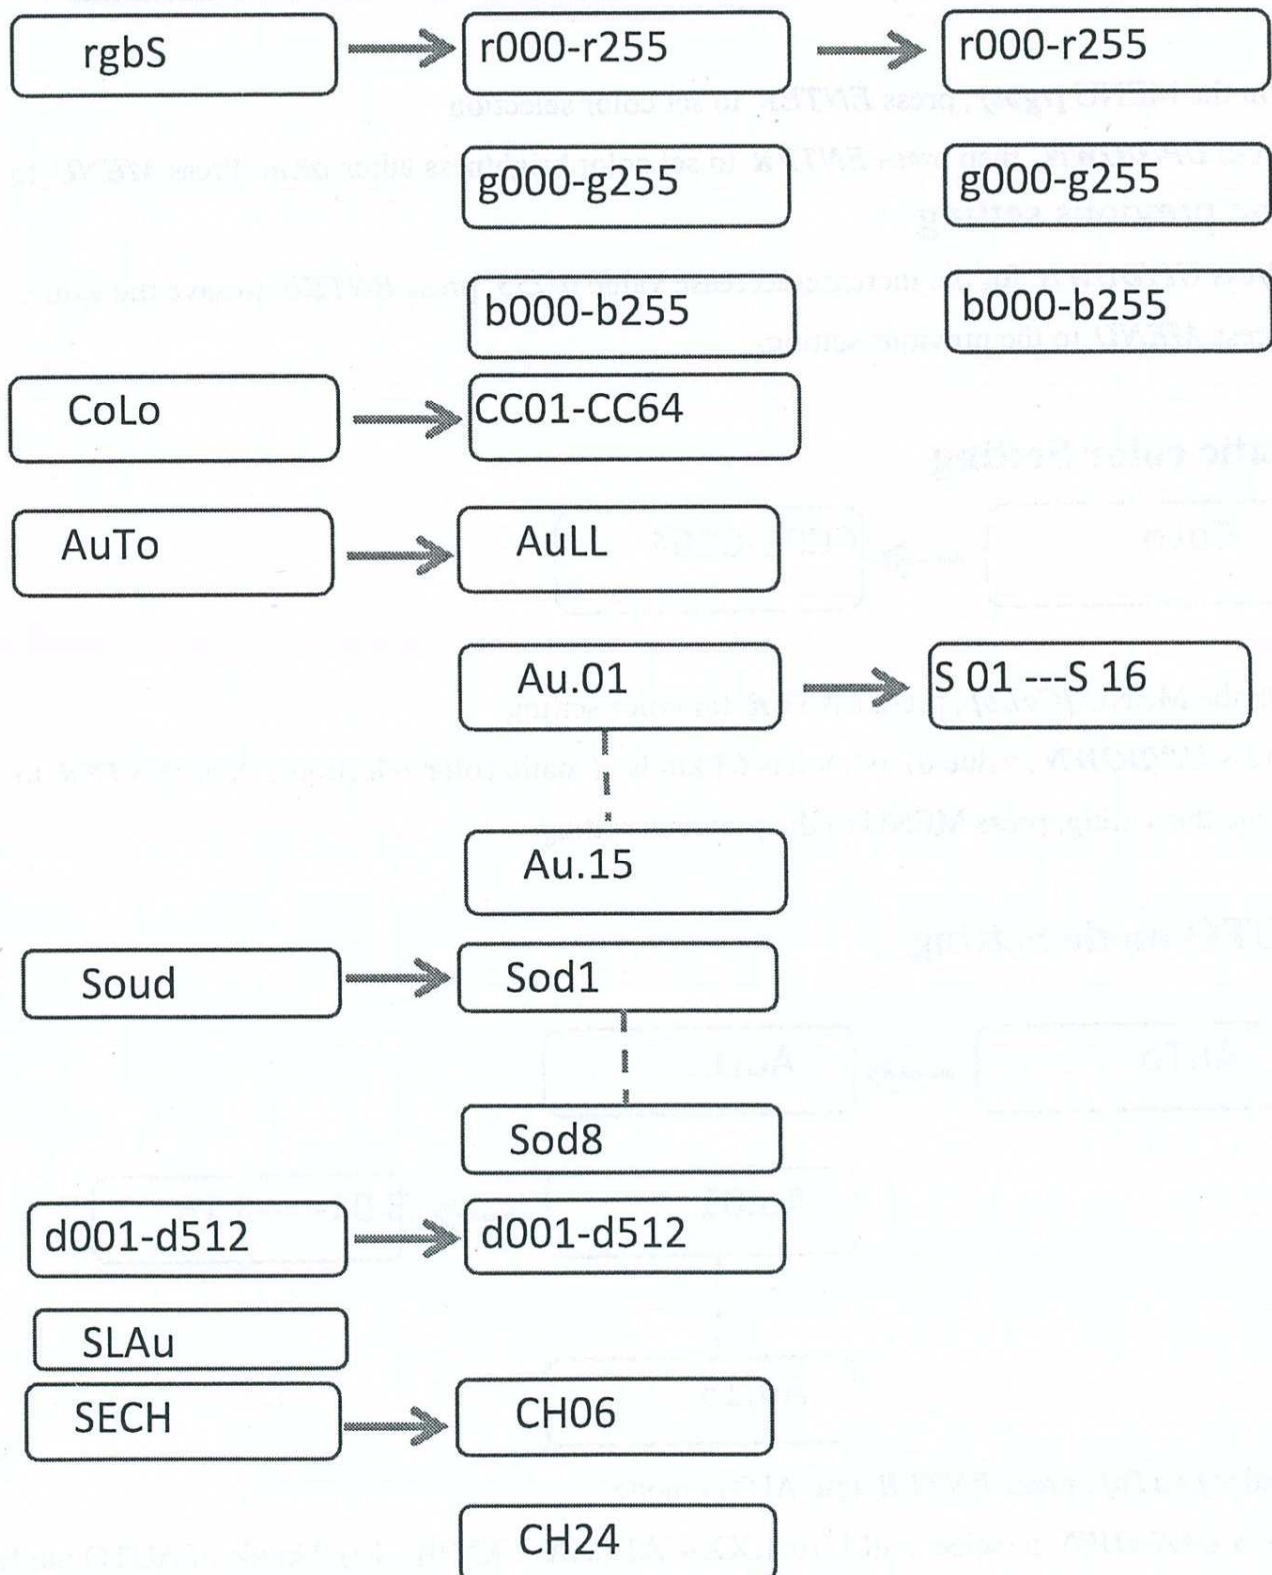 rgbS r000-r255 r000-r255
g000-g255 g000-g255
b000-b255 b000-b255
CoLo CC01-CC64
AuTo AuLL
Au.01 S 01 ---S 16
Au.15
Soud Sod1
Sod8
d001-d512 d001-d512
SLAu
SECH CH06
CH24